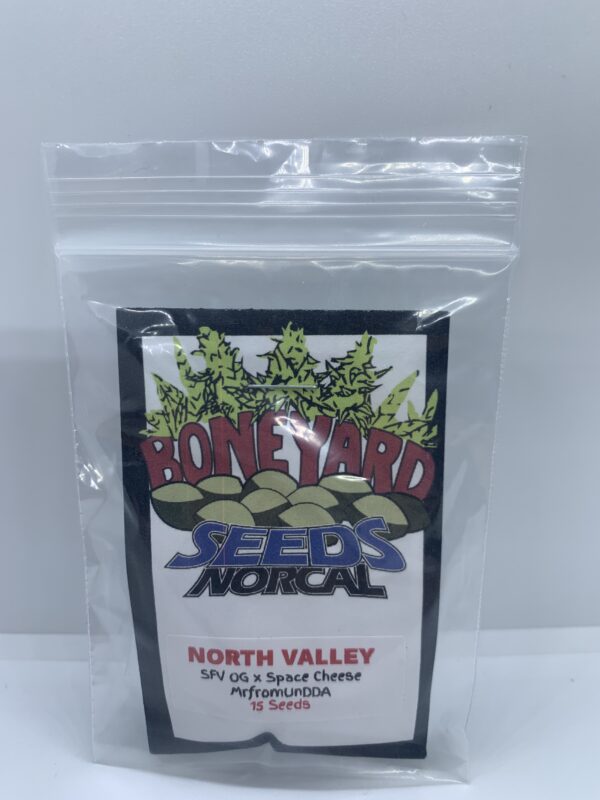 BONEYARD
SEEDS
NORCAL
NORTH VALLEY
SFV OG x Space Cheese
MrfromUnDDA
15 Seeds